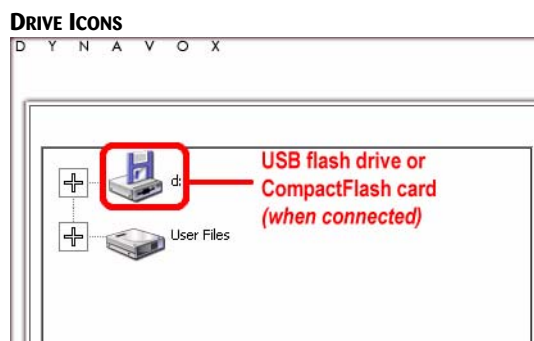 DRIVE ICONS
D Y N A V O X
d:
USB flash drive or
CompactFlash card
(when connected)
User Files